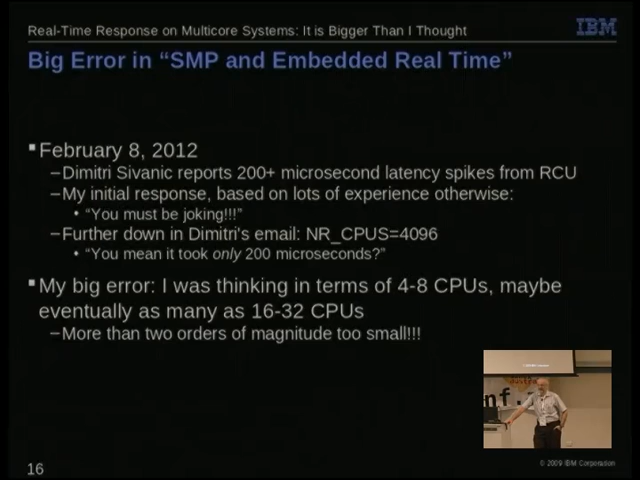 Real-Time Response on Multicore Systems: It is Bigger Than I Thought
IBM
Big Error in “SMP and Embedded Real Time”
February 8, 2012
–Dimitri Sivanic reports 200+ microsecond latency spikes from RCU
–My initial response, based on lots of experience otherwise:
• “You must be joking!!!”
–Further down in Dimitri's email: NR_CPUS=4096
• “You mean it took only 200 microseconds?”
My big error: I was thinking in terms of 4-8 CPUs, maybe
eventually as many as 16-32 CPUs
–More than two orders of magnitude too small!!!
16
© 2009 IBM Corporation